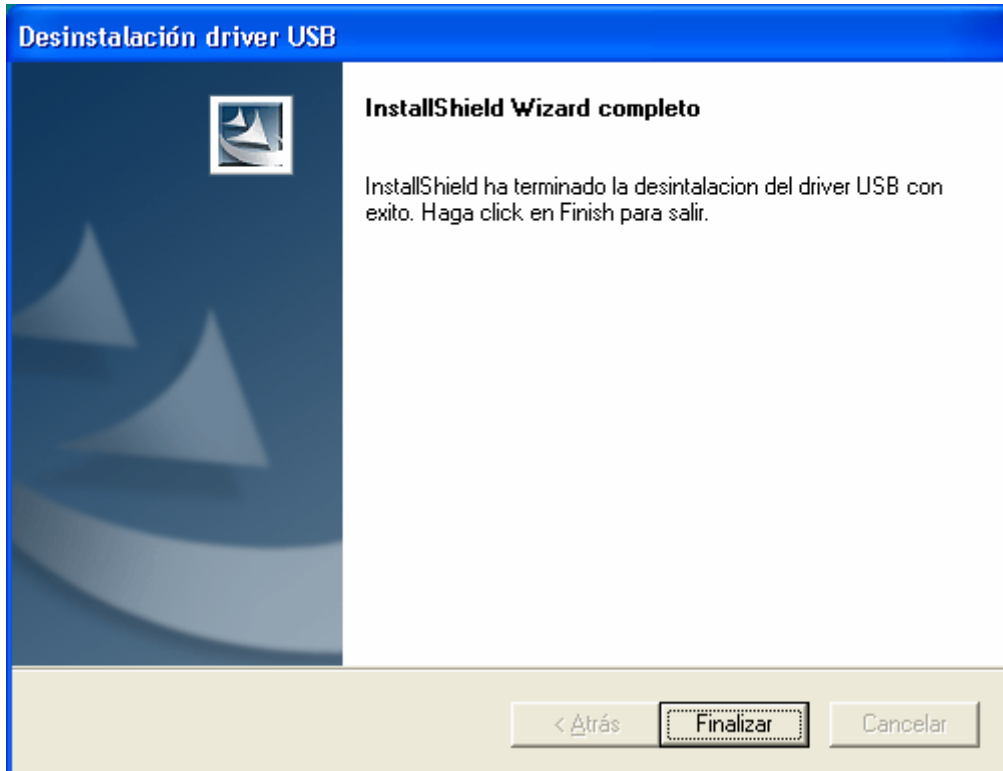 Desinstalación driver USB
InstallShield Wizard completo
InstallShield ha terminado la desintalacion del driver USB con
exito. Haga click en Finish para salir.
< Atrás Finalizar Cancelar